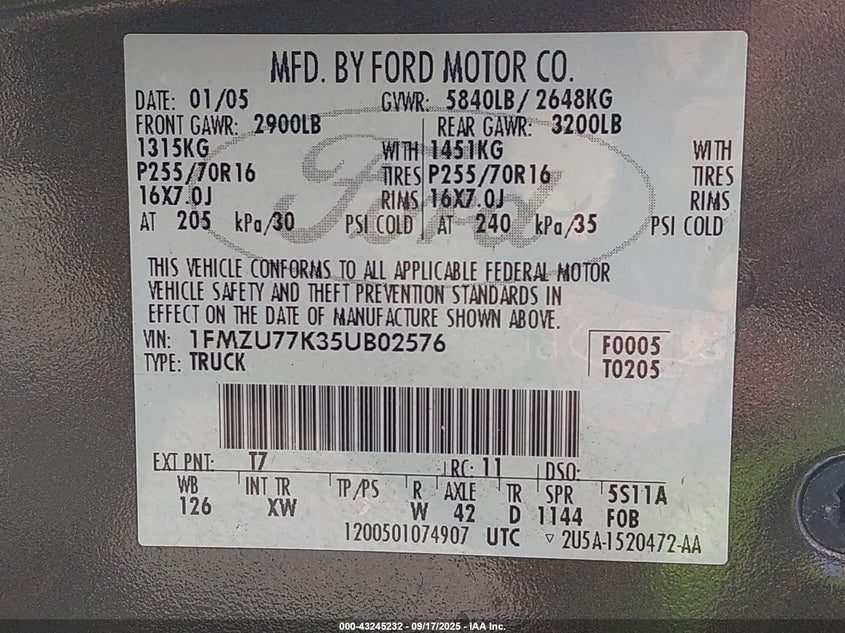 MFD. BY FORD MOTOR CO.
DATE: 01/05 GVWR: 5840LB/ 2648KG
FRONT GAWR: 2900LB REAR GAWR: 3200LB
1315KG WITH 1451KG WITH
P255/70R16 TIRES P255/70R16 TIRES
16X7.0J RIMS 16X7.0J RIMS
AT 205 kPa/30 PSI COLD AT 240 kPa/35 PSI COLD
Ford
THIS VEHICLE CONFORMS TO ALL APPLICABLE FEDERAL MOTOR
VEHICLE SAFETY AND THEFT PREVENTION STANDARDS IN
EFFECT ON THE DATE OF MANUFACTURE SHOWN ABOVE.
VIN: 1FMZU77K35UB02576 F0005
TYPE: TRUCK T0205
EXT PNT: T7 RC: 11 DSO:
WB INT TR TP/PS R AXLE TR SPR 5S11A
126 XW W 42 D 1144 FOB
1200501074907 UTC ▽ 2U5A-1520472-AA
000-43245232 - 09/17/2025 - IAA Inc.